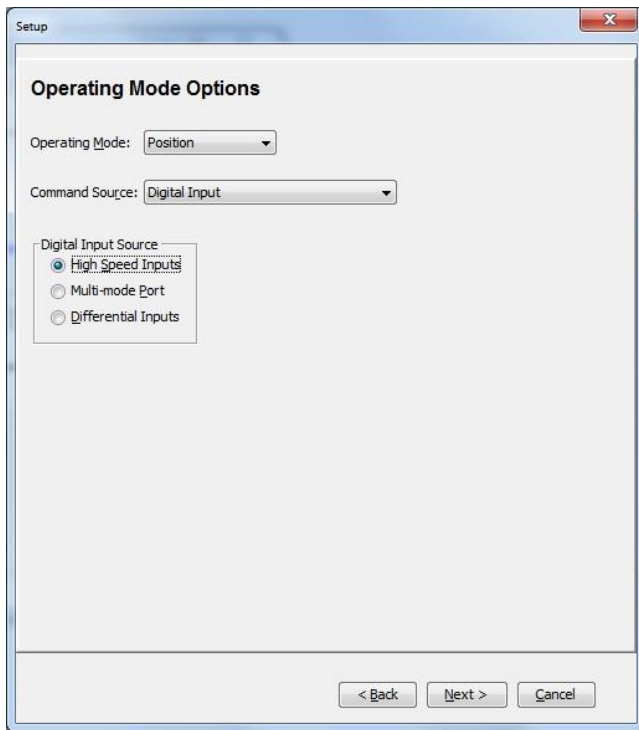 Setup
Operating Mode Options
Operating Mode: Position
Command Source: Digital Input
Digital Input Source
High Speed Inputs
Multi-mode Port
Differential Inputs
< Back Next > Cancel